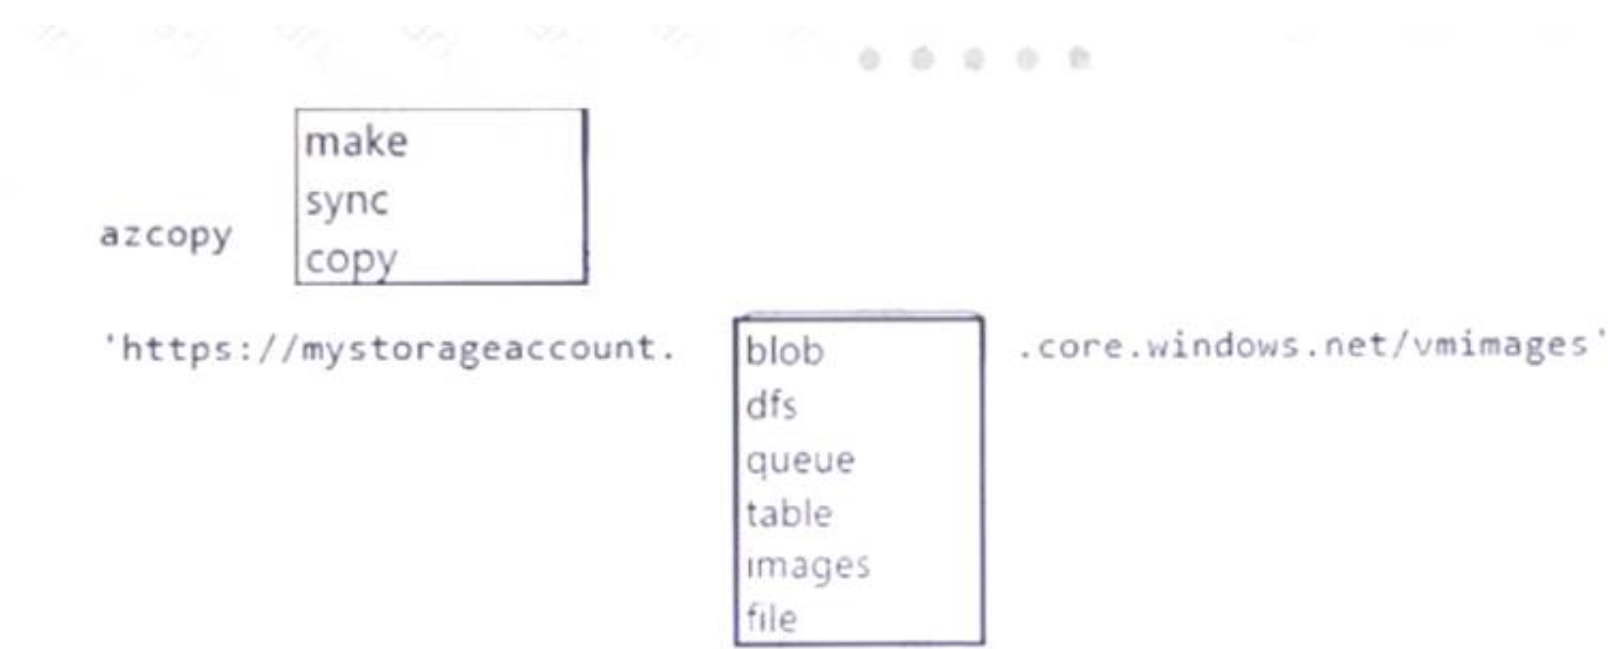 make
sync
azcopy
copy
'https://mystorageaccount.
blob
.core.windows.net/vmimages'
dfs
queue
table
images
file